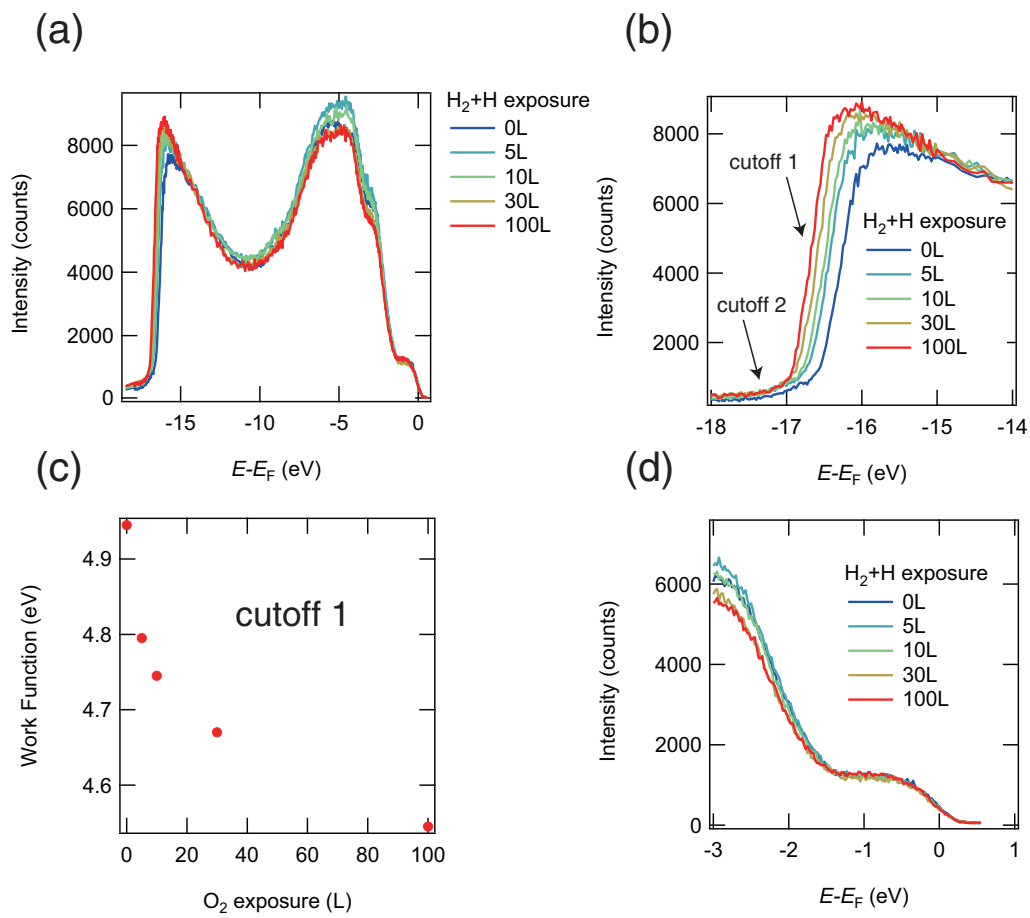 (a)
H₂+H exposure
0L
5L
10L
30L
100L
Intensity (counts)
8000
6000
4000
2000
0
-15
-10
-5
0
E-E_F (eV)
(b)
cutoff 1
cutoff 2
H₂+H exposure
0L
5L
10L
30L
100L
Intensity (counts)
8000
6000
4000
2000
-18
-17
-16
-15
-14
E-E_F (eV)
(c)
cutoff 1
Work Function (eV)
4.9
4.8
4.7
4.6
0
20
40
60
80
100
O₂ exposure (L)
(d)
H₂+H exposure
0L
5L
10L
30L
100L
Intensity (counts)
6000
4000
2000
0
-3
-2
-1
0
1
E-E_F (eV)